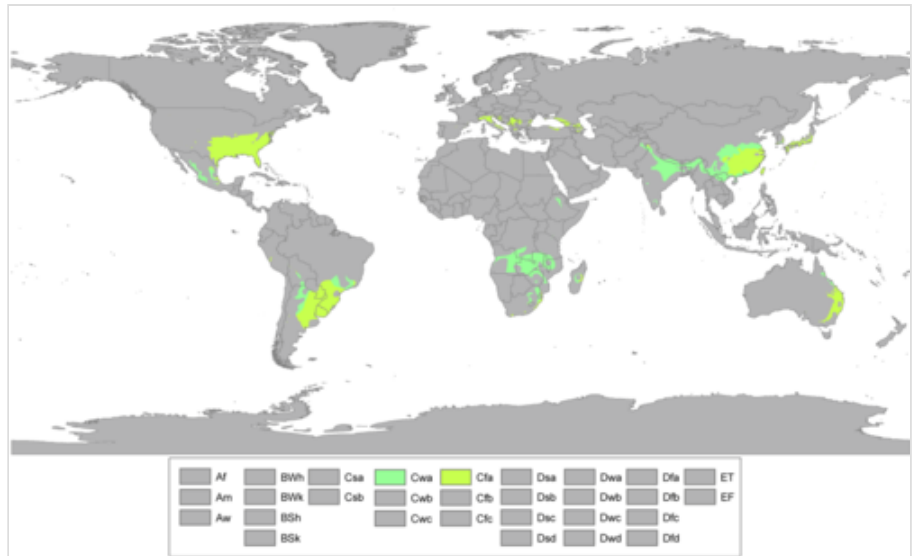 Af BWh Csa Cwa Cfa Dsa Dwa Dfa ET
Am BWk Csb Cwb Cfb Dsb Dwb Dfb EF
Aw BSh Cwc Cfc Dsc Dwc Dfc
BSk Dsd Dwd Dfd